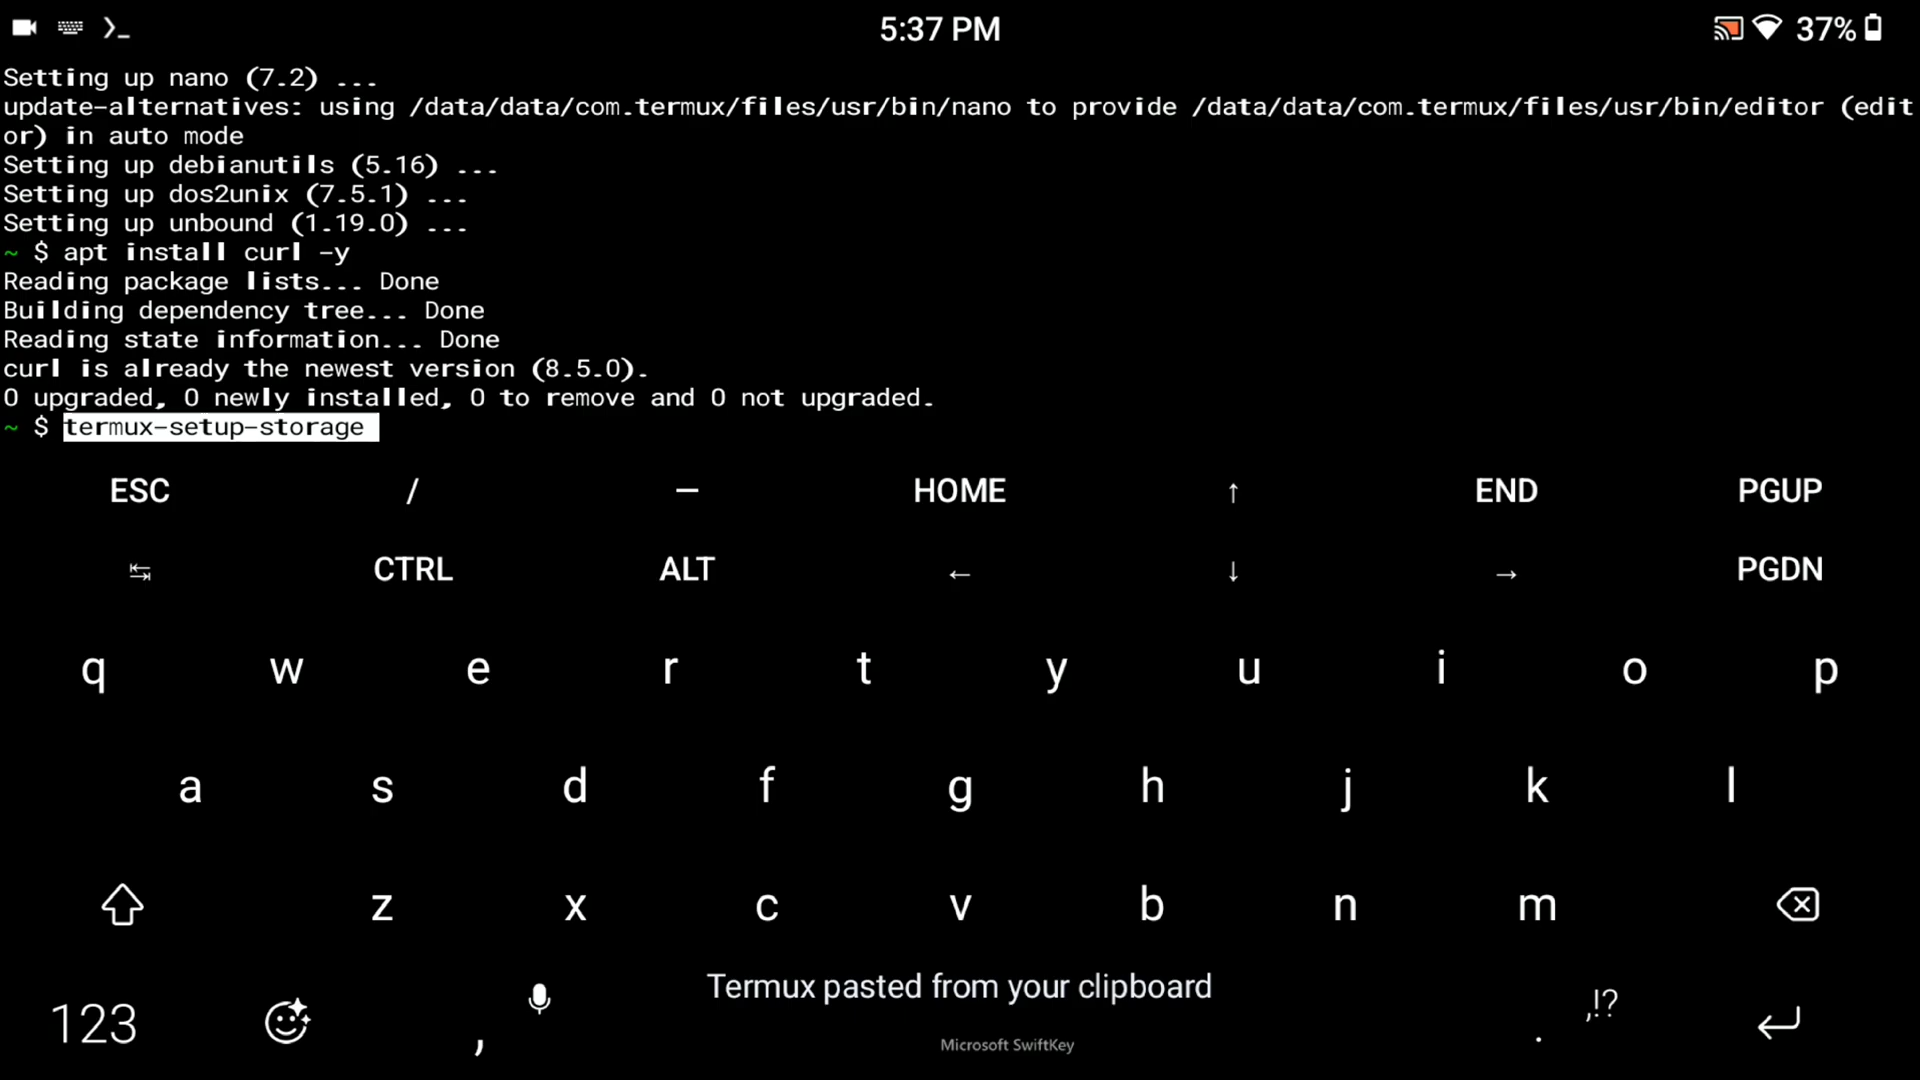 5:37 PM
37%
Setting up nano (7.2) ...
update-alternatives: using /data/data/com.termux/files/usr/bin/nano to provide /data/data/com.termux/files/usr/bin/editor (edit
or) in auto mode
Setting up debianutils (5.16) ...
Setting up dos2unix (7.5.1) ...
Setting up unbound (1.19.0) ...
~ $ apt install curl -y
Reading package lists... Done
Building dependency tree... Done
Reading state information... Done
curl is already the newest version (8.5.0).
0 upgraded, 0 newly installed, 0 to remove and 0 not upgraded.
~ $ termux-setup-storage
ESC / — HOME ↑ END PGUP
↹ CTRL ALT ← ↓ → PGDN
q w e r t y u i o p
a s d f g h j k l
z x c v b n m
Termux pasted from your clipboard
123 , . ,!?
Microsoft SwiftKey